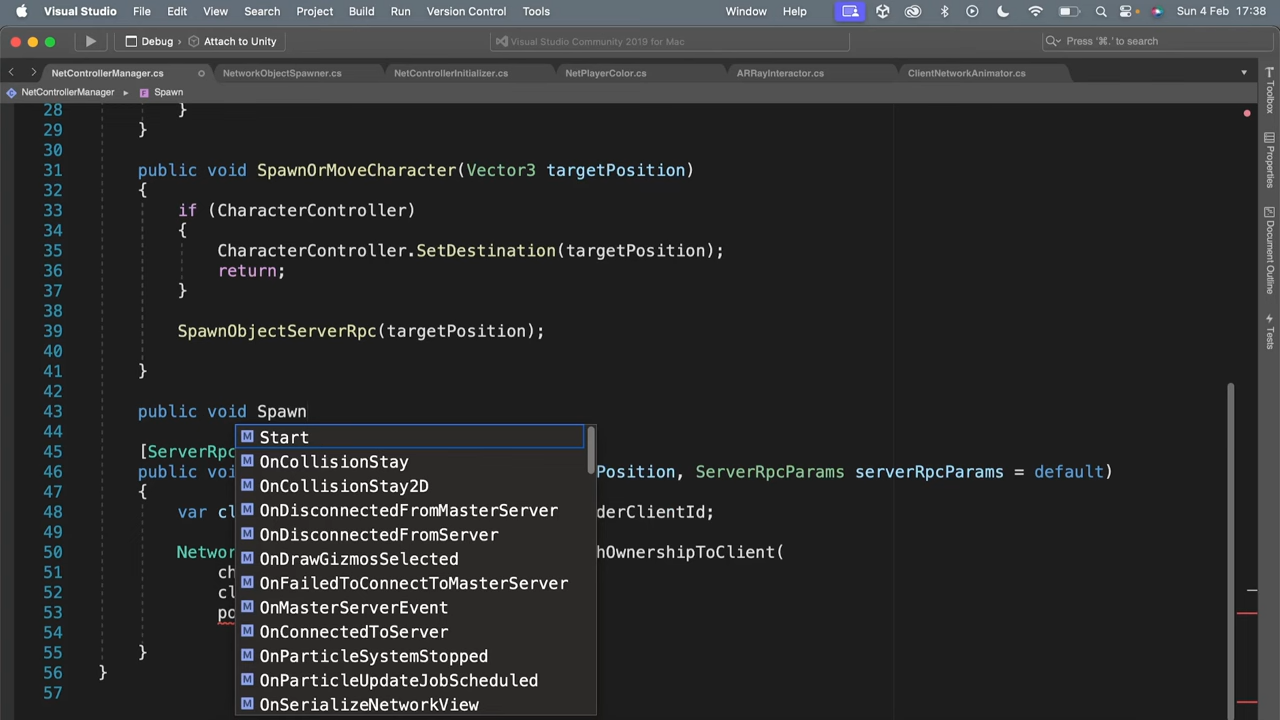 Visual Studio File Edit View Search Project Build Run Version Control Tools Window Help Sun 4 Feb 17:38
Debug Attach to Unity Visual Studio Community 2019 for Mac Press '⌘.' to search
NetControllerManager.cs NetworkObjectSpawner.cs NetControllerInitializer.cs NetPlayerColor.cs ARRayInteractor.cs ClientNetworkAnimator.cs
NetControllerManager Spawn
28 }
29 }
30
31 public void SpawnOrMoveCharacter(Vector3 targetPosition)
32 {
33 if (CharacterController)
34 {
35 CharacterController.SetDestination(targetPosition);
36 return;
37 }
38
39 SpawnObjectServerRpc(targetPosition);
40
41 }
42
43 public void Spawn
44
45 [ServerRpc
46 public voi Position, ServerRpcParams serverRpcParams = default)
47 {
48 var cl derClientId;
49
50 Networ hOwnershipToClient(
51 ch
52 cl
53 po
54
55 }
56 }
57
Start
OnCollisionStay
OnCollisionStay2D
OnDisconnectedFromMasterServer
OnDisconnectedFromServer
OnDrawGizmosSelected
OnFailedToConnectToMasterServer
OnMasterServerEvent
OnConnectedToServer
OnParticleSystemStopped
OnParticleUpdateJobScheduled
OnSerializeNetworkView
Toolbox
Properties
Document Outline
Tests